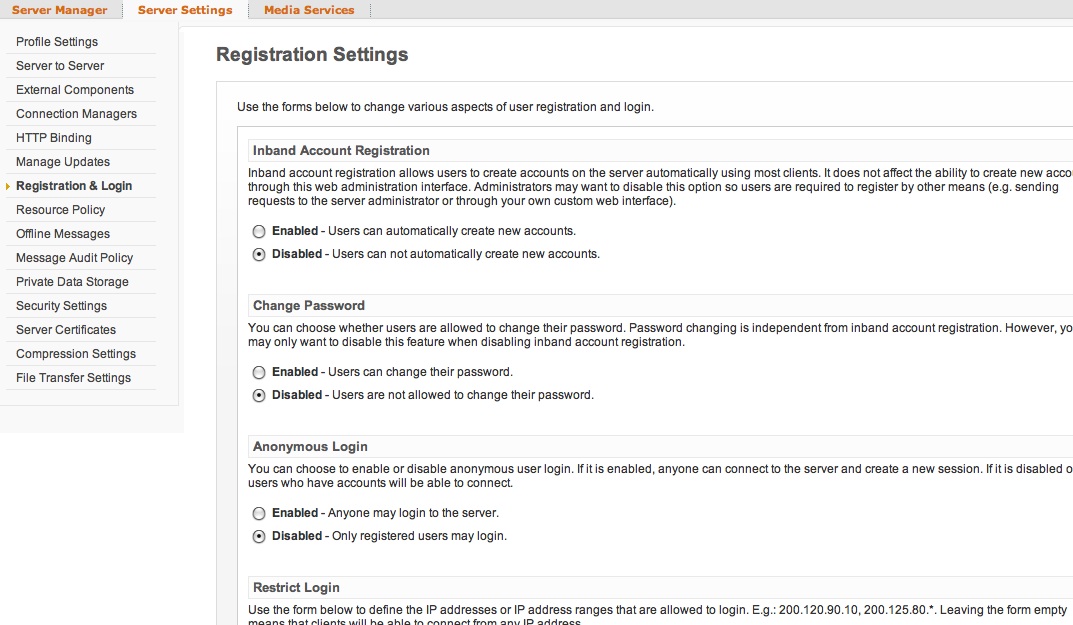 Server Manager Server Settings Media Services
Profile Settings
Server to Server
External Components
Connection Managers
HTTP Binding
Manage Updates
Registration & Login
Resource Policy
Offline Messages
Message Audit Policy
Private Data Storage
Security Settings
Server Certificates
Compression Settings
File Transfer Settings
Registration Settings
Use the forms below to change various aspects of user registration and login.
Inband Account Registration
Inband account registration allows users to create accounts on the server automatically using most clients. It does not affect the ability to create new acco
through this web administration interface. Administrators may want to disable this option so users are required to register by other means (e.g. sending
requests to the server administrator or through your own custom web interface).
Enabled - Users can automatically create new accounts.
Disabled - Users can not automatically create new accounts.
Change Password
You can choose whether users are allowed to change their password. Password changing is independent from inband account registration. However, yo
may only want to disable this feature when disabling inband account registration.
Enabled - Users can change their password.
Disabled - Users are not allowed to change their password.
Anonymous Login
You can choose to enable or disable anonymous user login. If it is enabled, anyone can connect to the server and create a new session. If it is disabled o
users who have accounts will be able to connect.
Enabled - Anyone may login to the server.
Disabled - Only registered users may login.
Restrict Login
Use the form below to define the IP addresses or IP address ranges that are allowed to login. E.g.: 200.120.90.10, 200.125.80.*. Leaving the form empty
means that clients will be able to connect from any IP address.